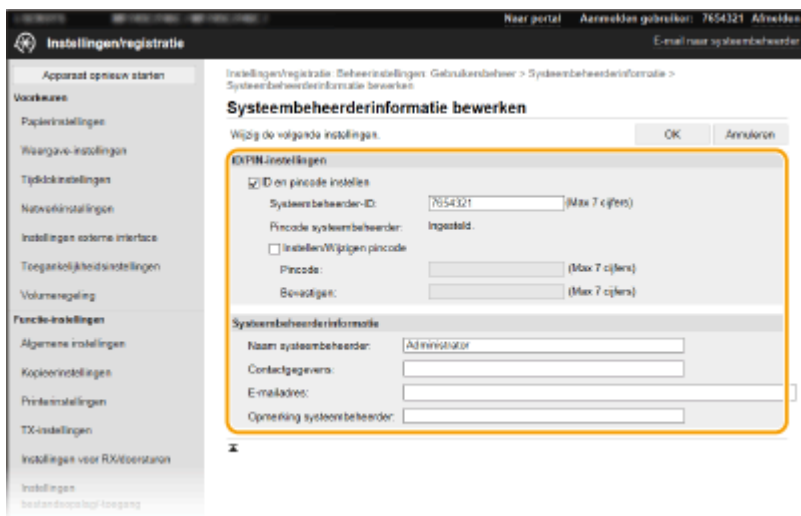 Naar portal Aanmelden gebruiker: 7654321 Afmelden
Instellingen/registratie
E-mail naar systeembeheerder
Apparaat opnieuw starten
Voorkeuren
Papierinstellingen
Weergave-instellingen
Tijdklokinstellingen
Netwerkinstellingen
Instellingen externe interface
Toegankelijkheidsinstellingen
Volumeregeling
Functie-instellingen
Algemene instellingen
Kopieerinstellingen
Printerinstellingen
TX-instellingen
Instellingen voor RX/doorsturen
Instellingen
bestandsopslag/-toegang
Instellingen/registratie: Beheerinstellingen: Gebruikersbeheer > Systeembeheerderinformatie >
Systeembeheerderinformatie bewerken
Systeembeheerderinformatie bewerken
Wijzig de volgende instellingen.
OK Annuleren
ID/PIN-instellingen
ID en pincode instellen
Systeembeheerder-ID: 7654321 (Max 7 cijfers)
Pincode systeembeheerder: Ingesteld.
Instellen/Wijzigen pincode
Pincode: (Max 7 cijfers)
Bevestigen: (Max 7 cijfers)
Systeembeheerderinformatie
Naam systeembeheerder: Administrator
Contactgegevens:
E-mailadres:
Opmerking systeembeheerder: